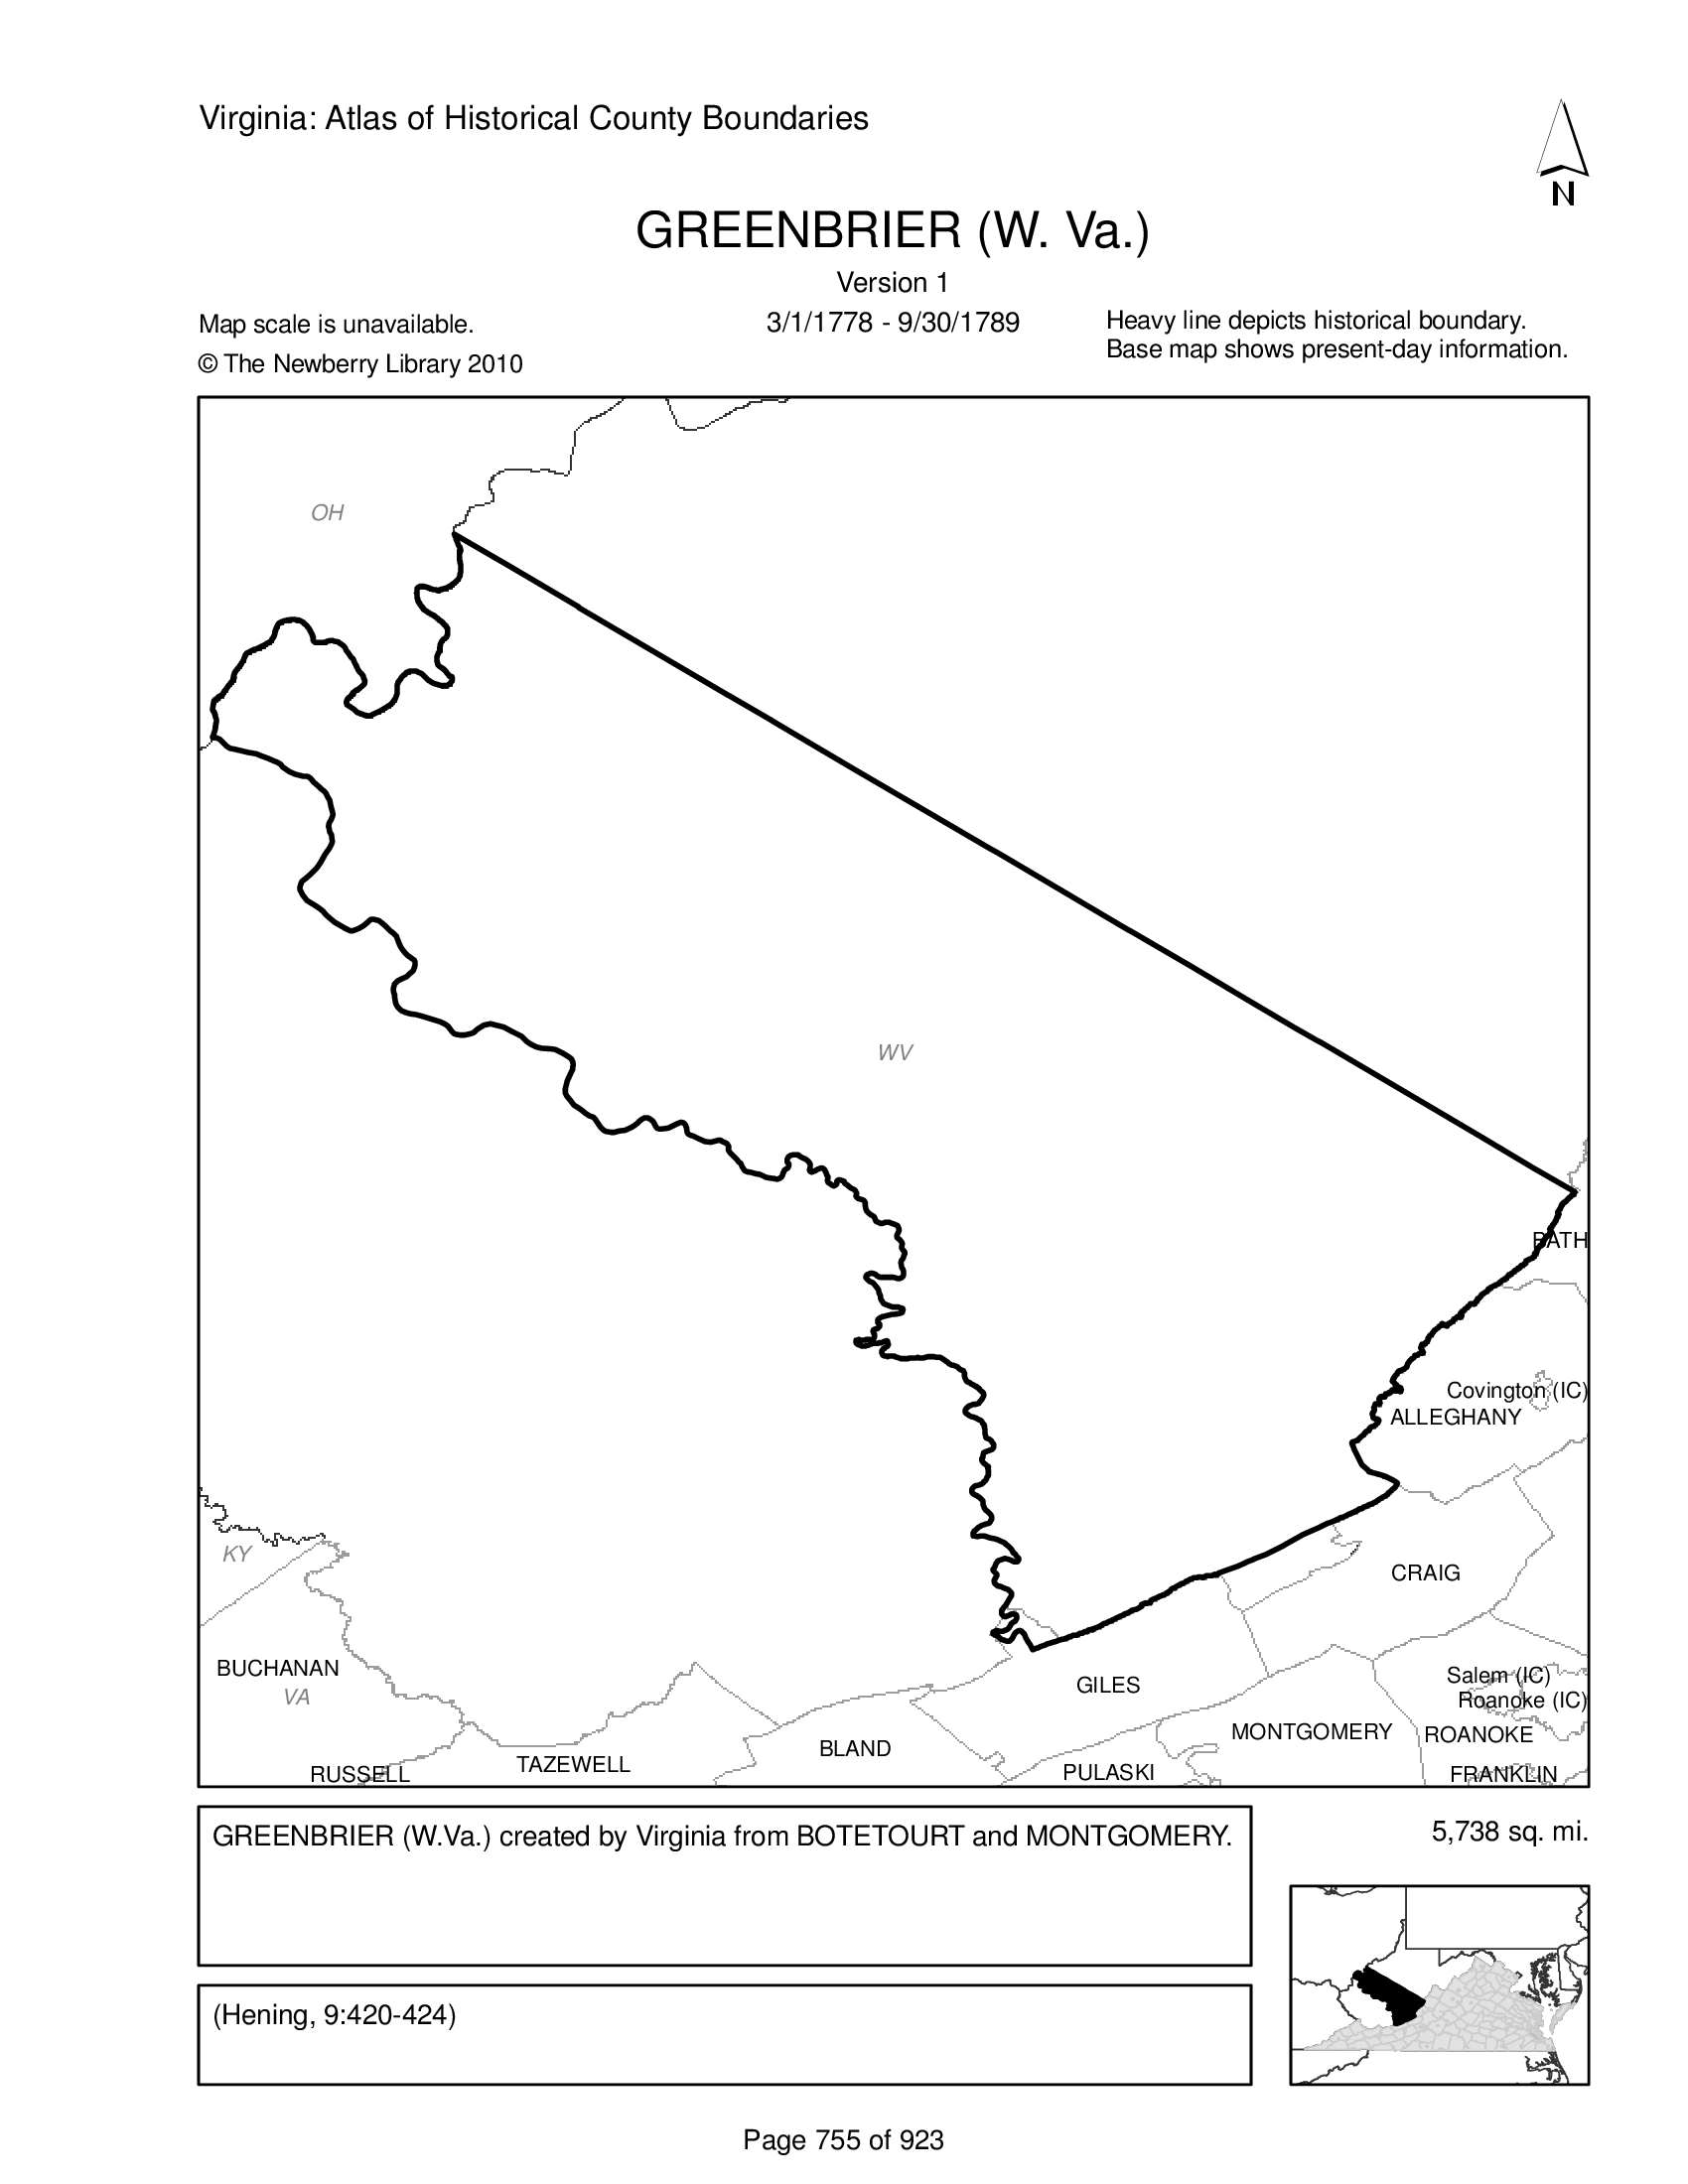 Virginia: Atlas of Historical County Boundaries
N
GREENBRIER (W. Va.)
Version 1
Map scale is unavailable.
3/1/1778 - 9/30/1789
Heavy line depicts historical boundary.
Base map shows present-day information.
© The Newberry Library 2010
OH
WV
BATH
Covington (IC)
ALLEGHANY
KY
CRAIG
BUCHANAN
VA
GILES
Salem (IC)
Roanoke (IC)
MONTGOMERY
ROANOKE
BLAND
TAZEWELL
RUSSELL
PULASKI
FRANKLIN
GREENBRIER (W.Va.) created by Virginia from BOTETOURT and MONTGOMERY.
5,738 sq. mi.
(Hening, 9:420-424)
Page 755 of 923